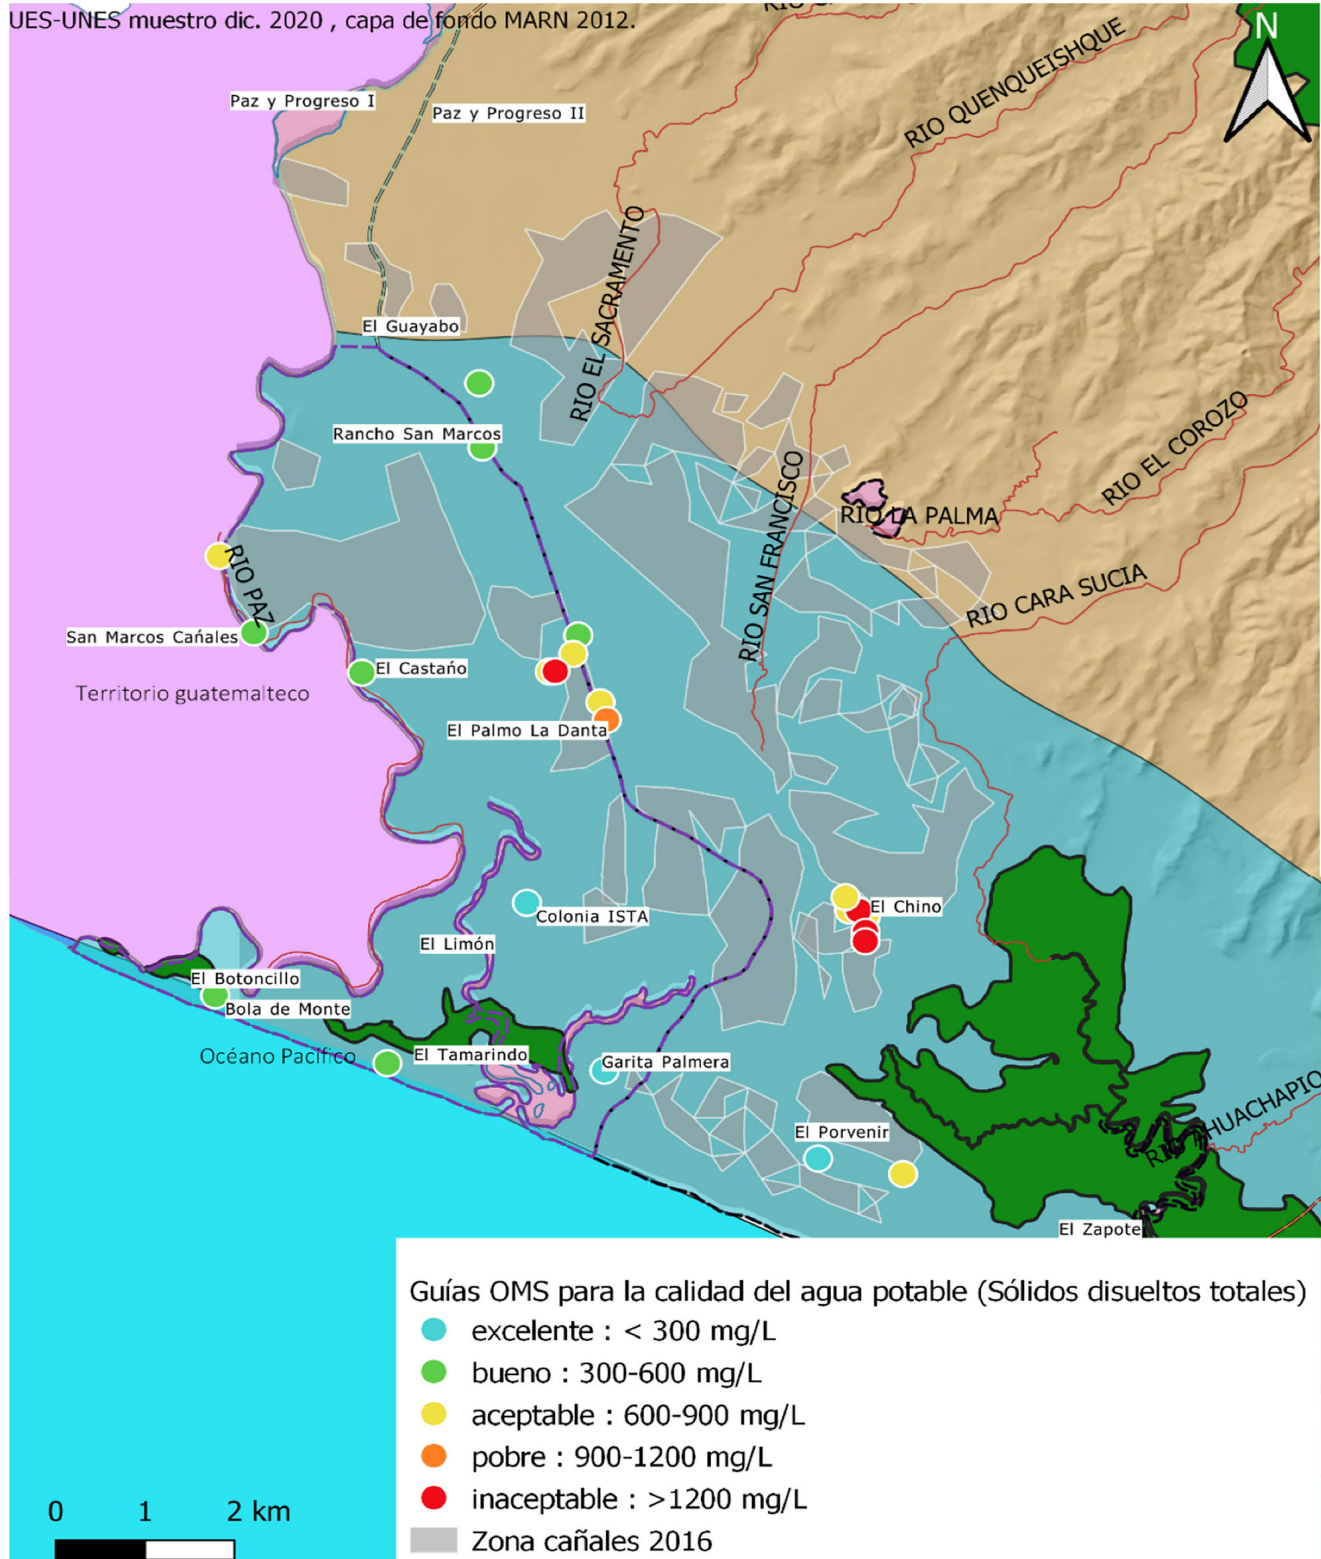 UES-UNES muestro dic. 2020 , capa de fondo MARN 2012.
N
RIO QUENQUEISHQUE
Paz y Progreso I
Paz y Progreso II
RIO EL SACRAMENTO
El Guayabo
Rancho San Marcos
RIO SAN FRANCISCO
RIO EL COROZO
RIO LA PALMA
RIO CARA SUCIA
RIO PAZ
San Marcos Cańales
El Castańo
Territorio guatemalteco
El Palmo La Danta
El Chino
Colonia ISTA
El Limón
El Botoncillo
Bola de Monte
Océano Pacífico
El Tamarindo
Garita Palmera
El Porvenir
RIO AHUACHAPIO
El Zapote
Guías OMS para la calidad del agua potable (Sólidos disueltos totales)
excelente : < 300 mg/L
bueno : 300-600 mg/L
aceptable : 600-900 mg/L
pobre : 900-1200 mg/L
inaceptable : >1200 mg/L
Zona cañales 2016
0 1 2 km